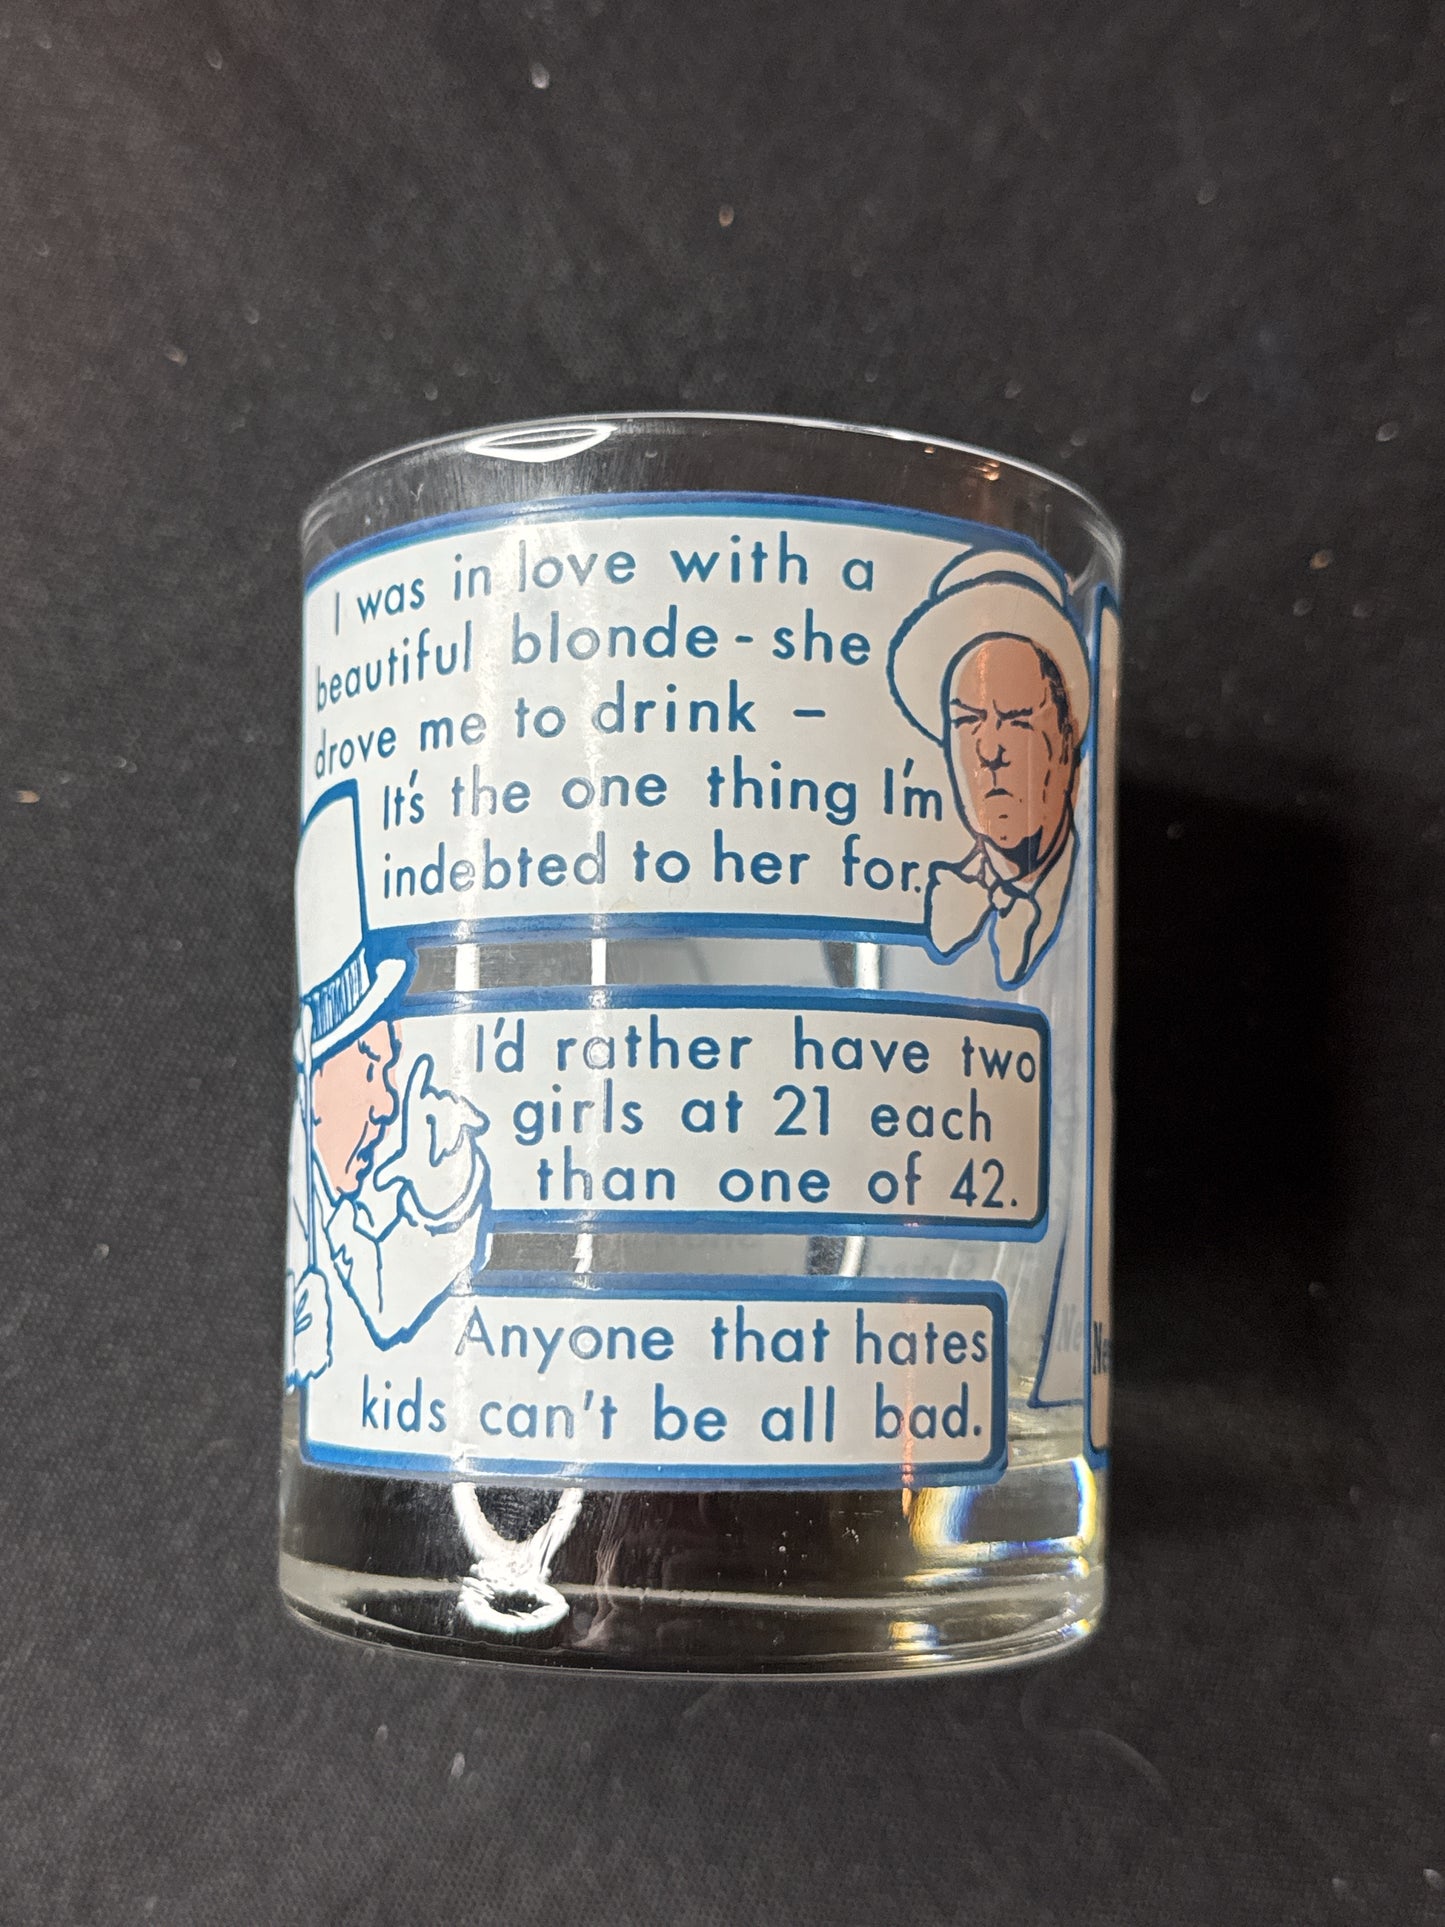 I was in love with a
beautiful blonde - she
drove me to drink –
It's the one thing I'm
indebted to her for.
I'd rather have two
girls at 21 each
than one of 42.
Anyone that hates
kids can't be all bad.